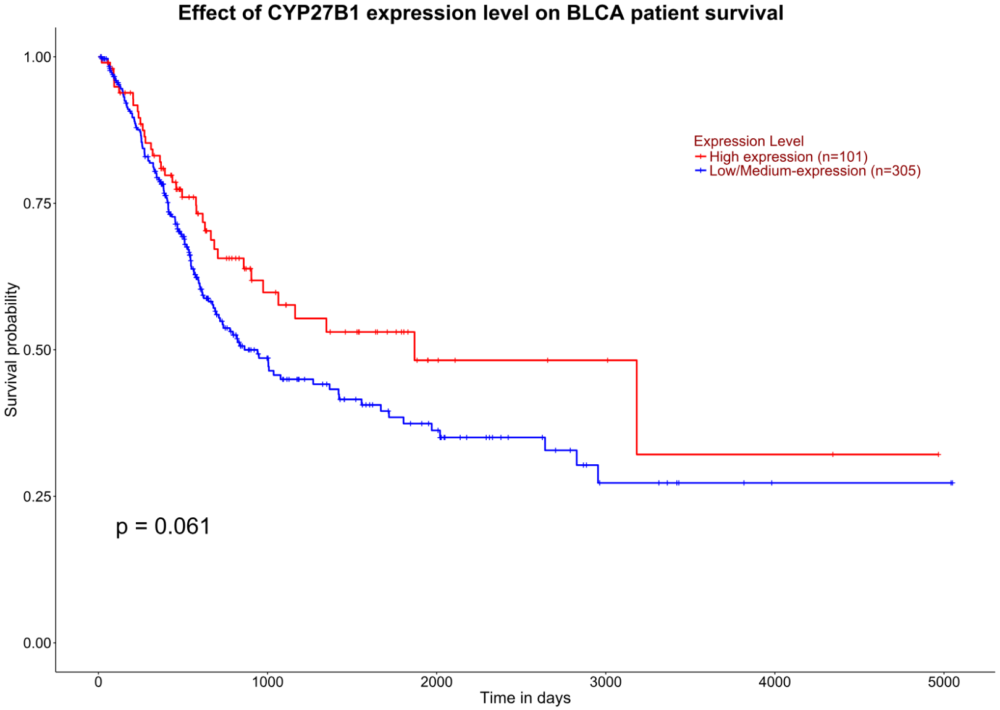 Effect of CYP27B1 expression level on BLCA patient survival
1.00
0.75
0.50
0.25
0.00
Survival probability
Expression Level
High expression (n=101)
Low/Medium-expression (n=305)
p = 0.061
0 1000 2000 3000 4000 5000
Time in days